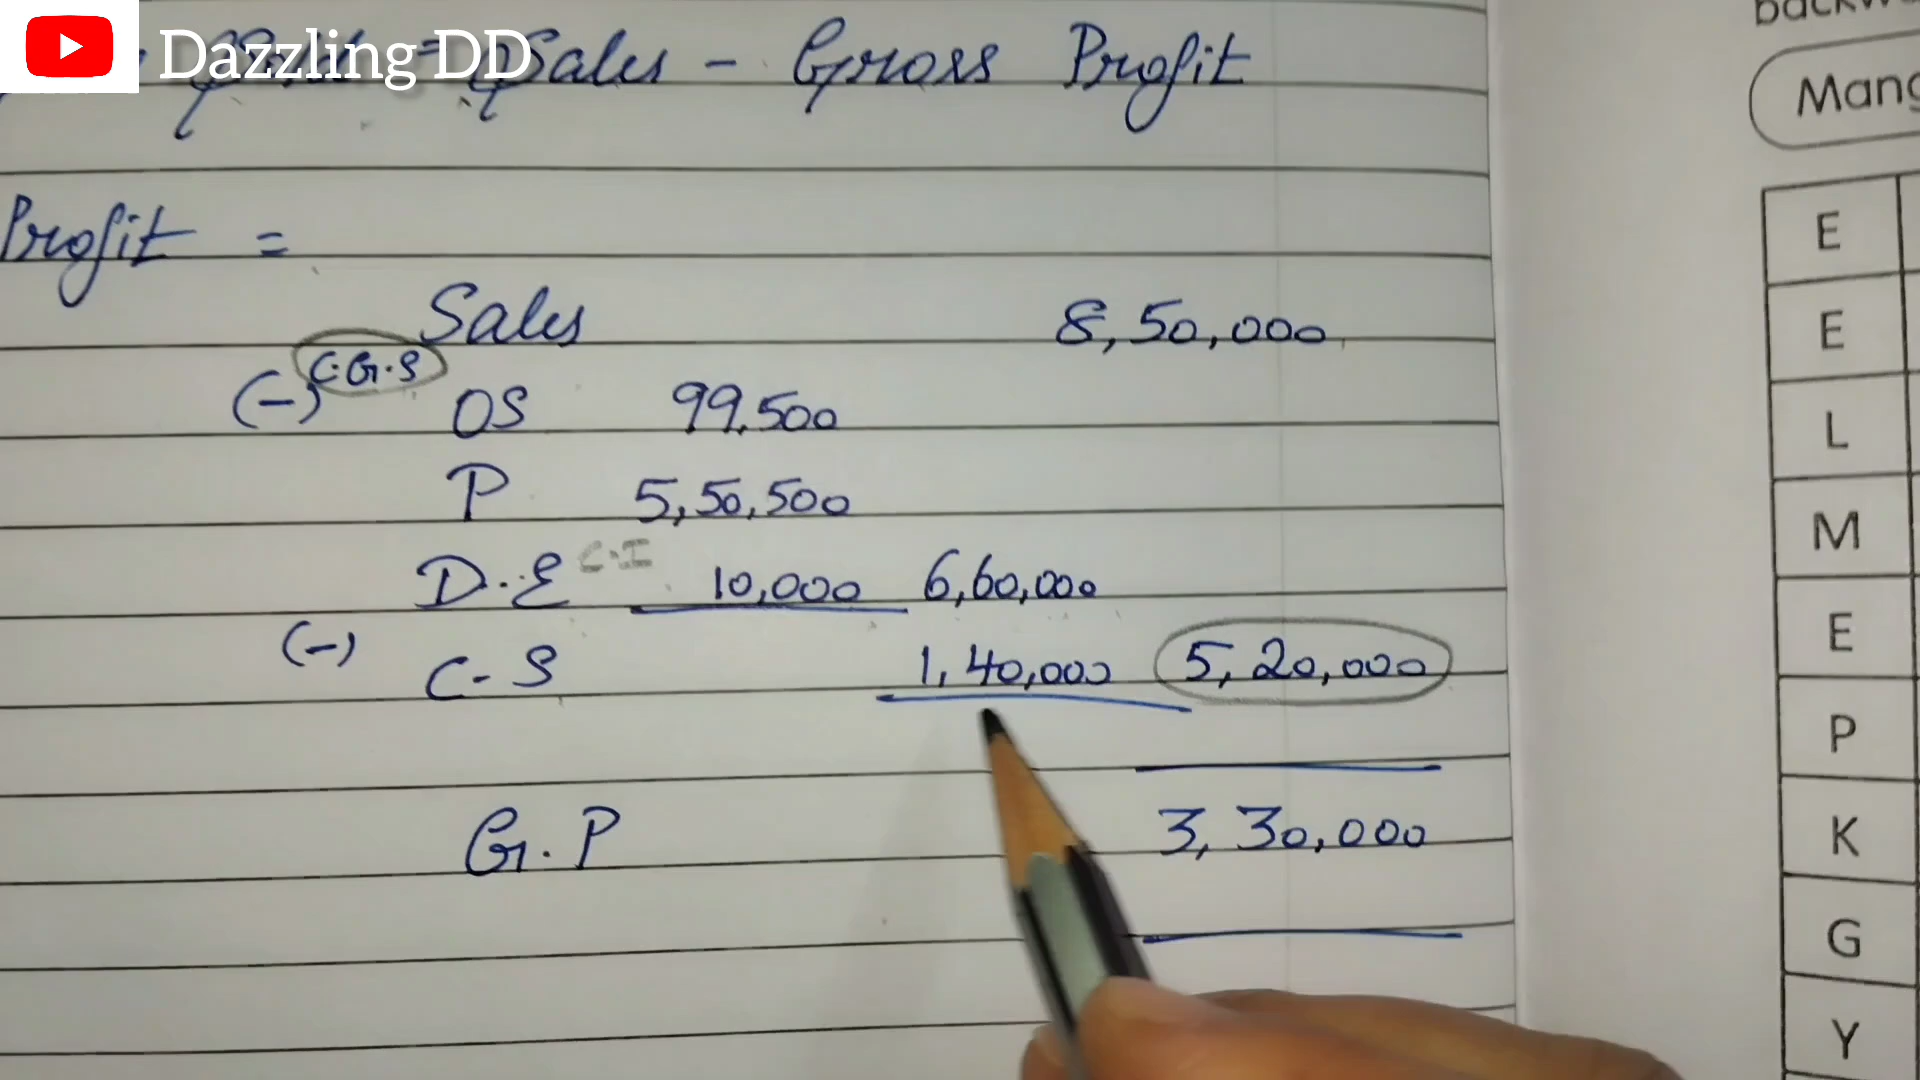 Dazzling DD
= Sales - Gross Profit
Profit =
Sales 8,50,000
(-) C.G.S
OS 99,500
P 5,50,500
D.E C.I 10,000 6,60,000
(-) C.S 1,40,000 5,20,000
G.P 3,30,000
Mang
E
E
L
M
E
P
K
G
Y